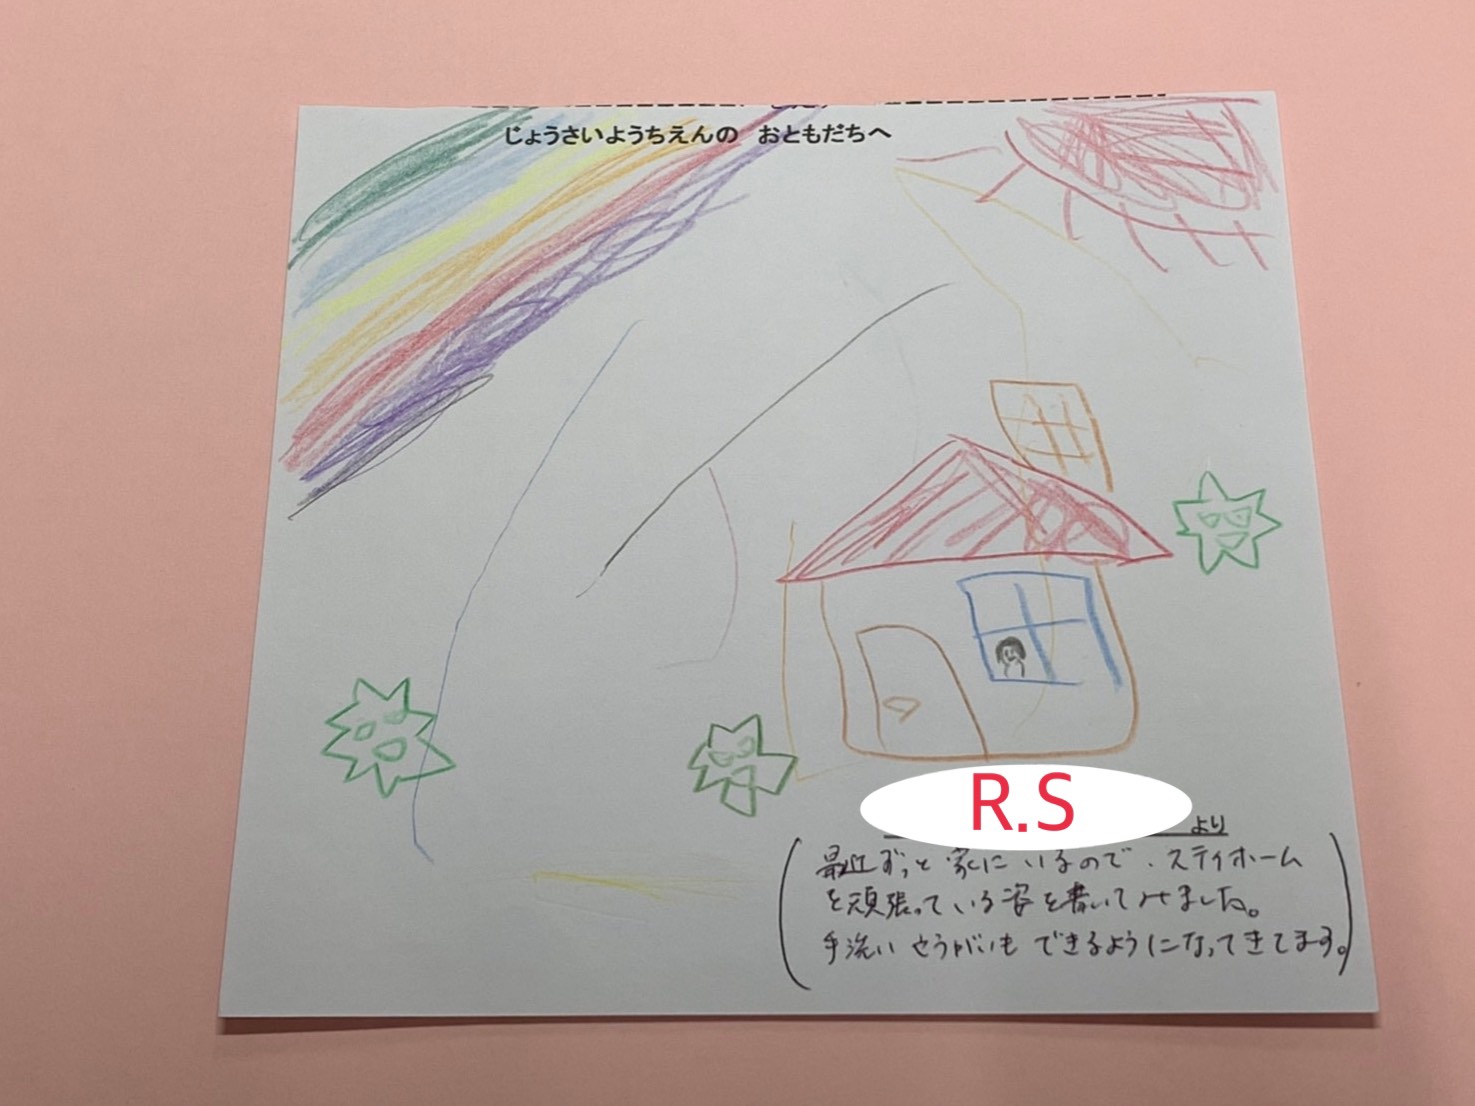 じょうさいようちえんの　おともだちへ
R.S
より
最近ずっと家にいるので、ステイホーム
を頑張っている姿を書いてみました。
手洗いやうがいもできるようになってきてます。